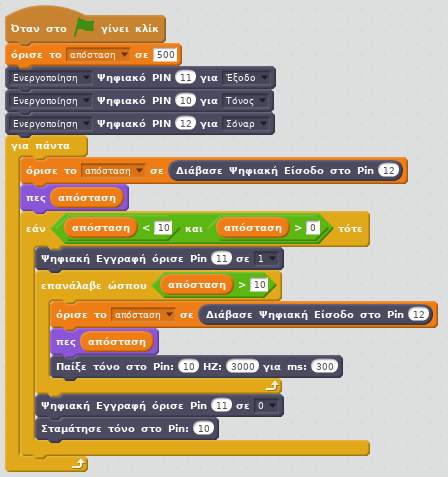 Όταν στο γίνει κλίκ
όρισε το απόσταση σε 500
Ενεργοποίηση Ψηφιακό PIN 11 για Έξοδο
Ενεργοποίηση Ψηφιακό PIN 10 για Τόνος
Ενεργοποίηση Ψηφιακό PIN 12 για Σόναρ
για πάντα
όρισε το απόσταση σε Διάβασε Ψηφιακή Είσοδο στο Pin 12
πες απόσταση
εάν απόσταση < 10 και απόσταση > 0 τότε
Ψηφιακή Εγγραφή όρισε Pin 11 σε 1
επανάλαβε ώσπου απόσταση > 10
όρισε το απόσταση σε Διάβασε Ψηφιακή Είσοδο στο Pin 12
πες απόσταση
Παίξε τόνο στο Pin: 10 HZ: 3000 για ms: 300
Ψηφιακή Εγγραφή όρισε Pin 11 σε 0
Σταμάτησε τόνο στο Pin: 10